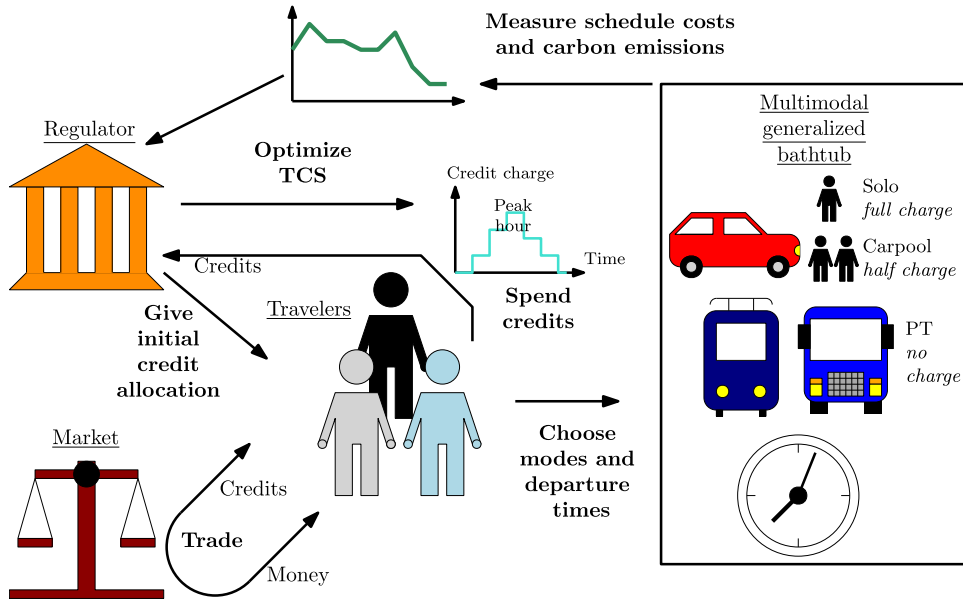 Measure schedule costs
and carbon emissions
Regulator
Optimize
TCS
Credit charge
Peak
hour
Time
Credits
Spend
credits
Travelers
Give
initial
credit
allocation
Market
Credits
Trade
Money
Choose
modes and
departure
times
Multimodal
generalized
bathtub
Solo
full charge
Carpool
half charge
PT
no
charge